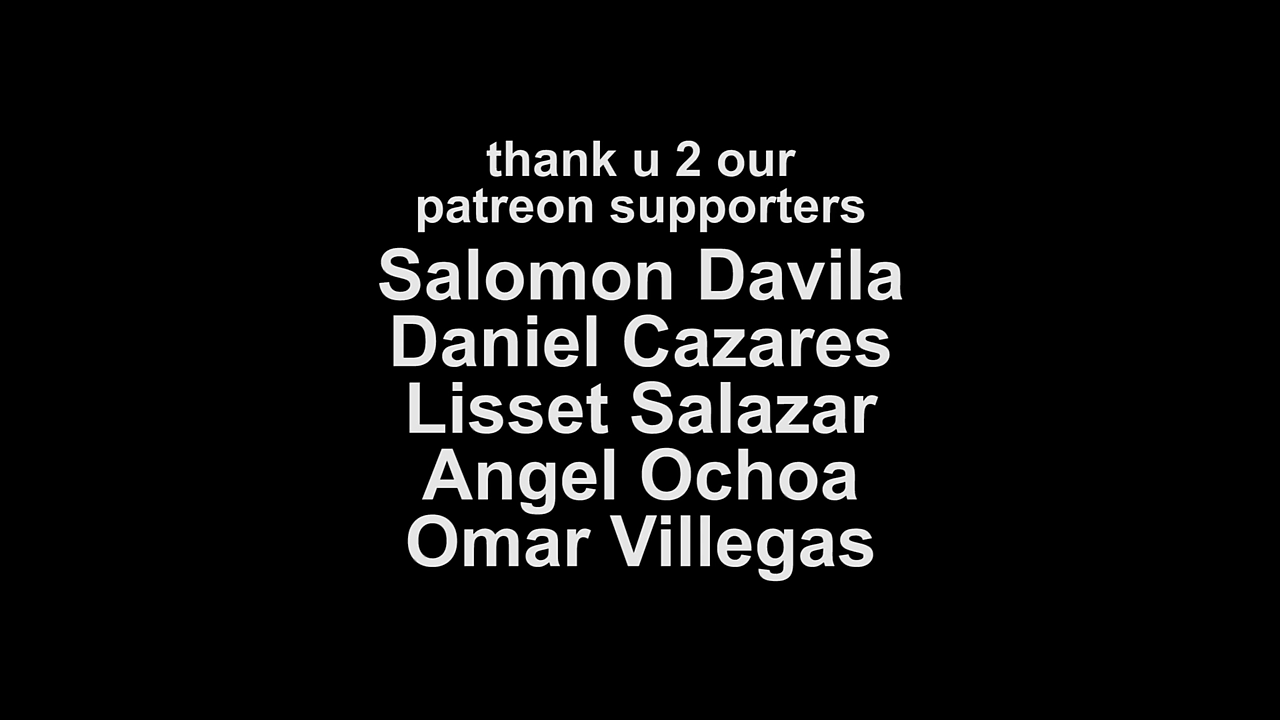 thank u 2 our
patreon supporters
Salomon Davila
Daniel Cazares
Lisset Salazar
Angel Ochoa
Omar Villegas